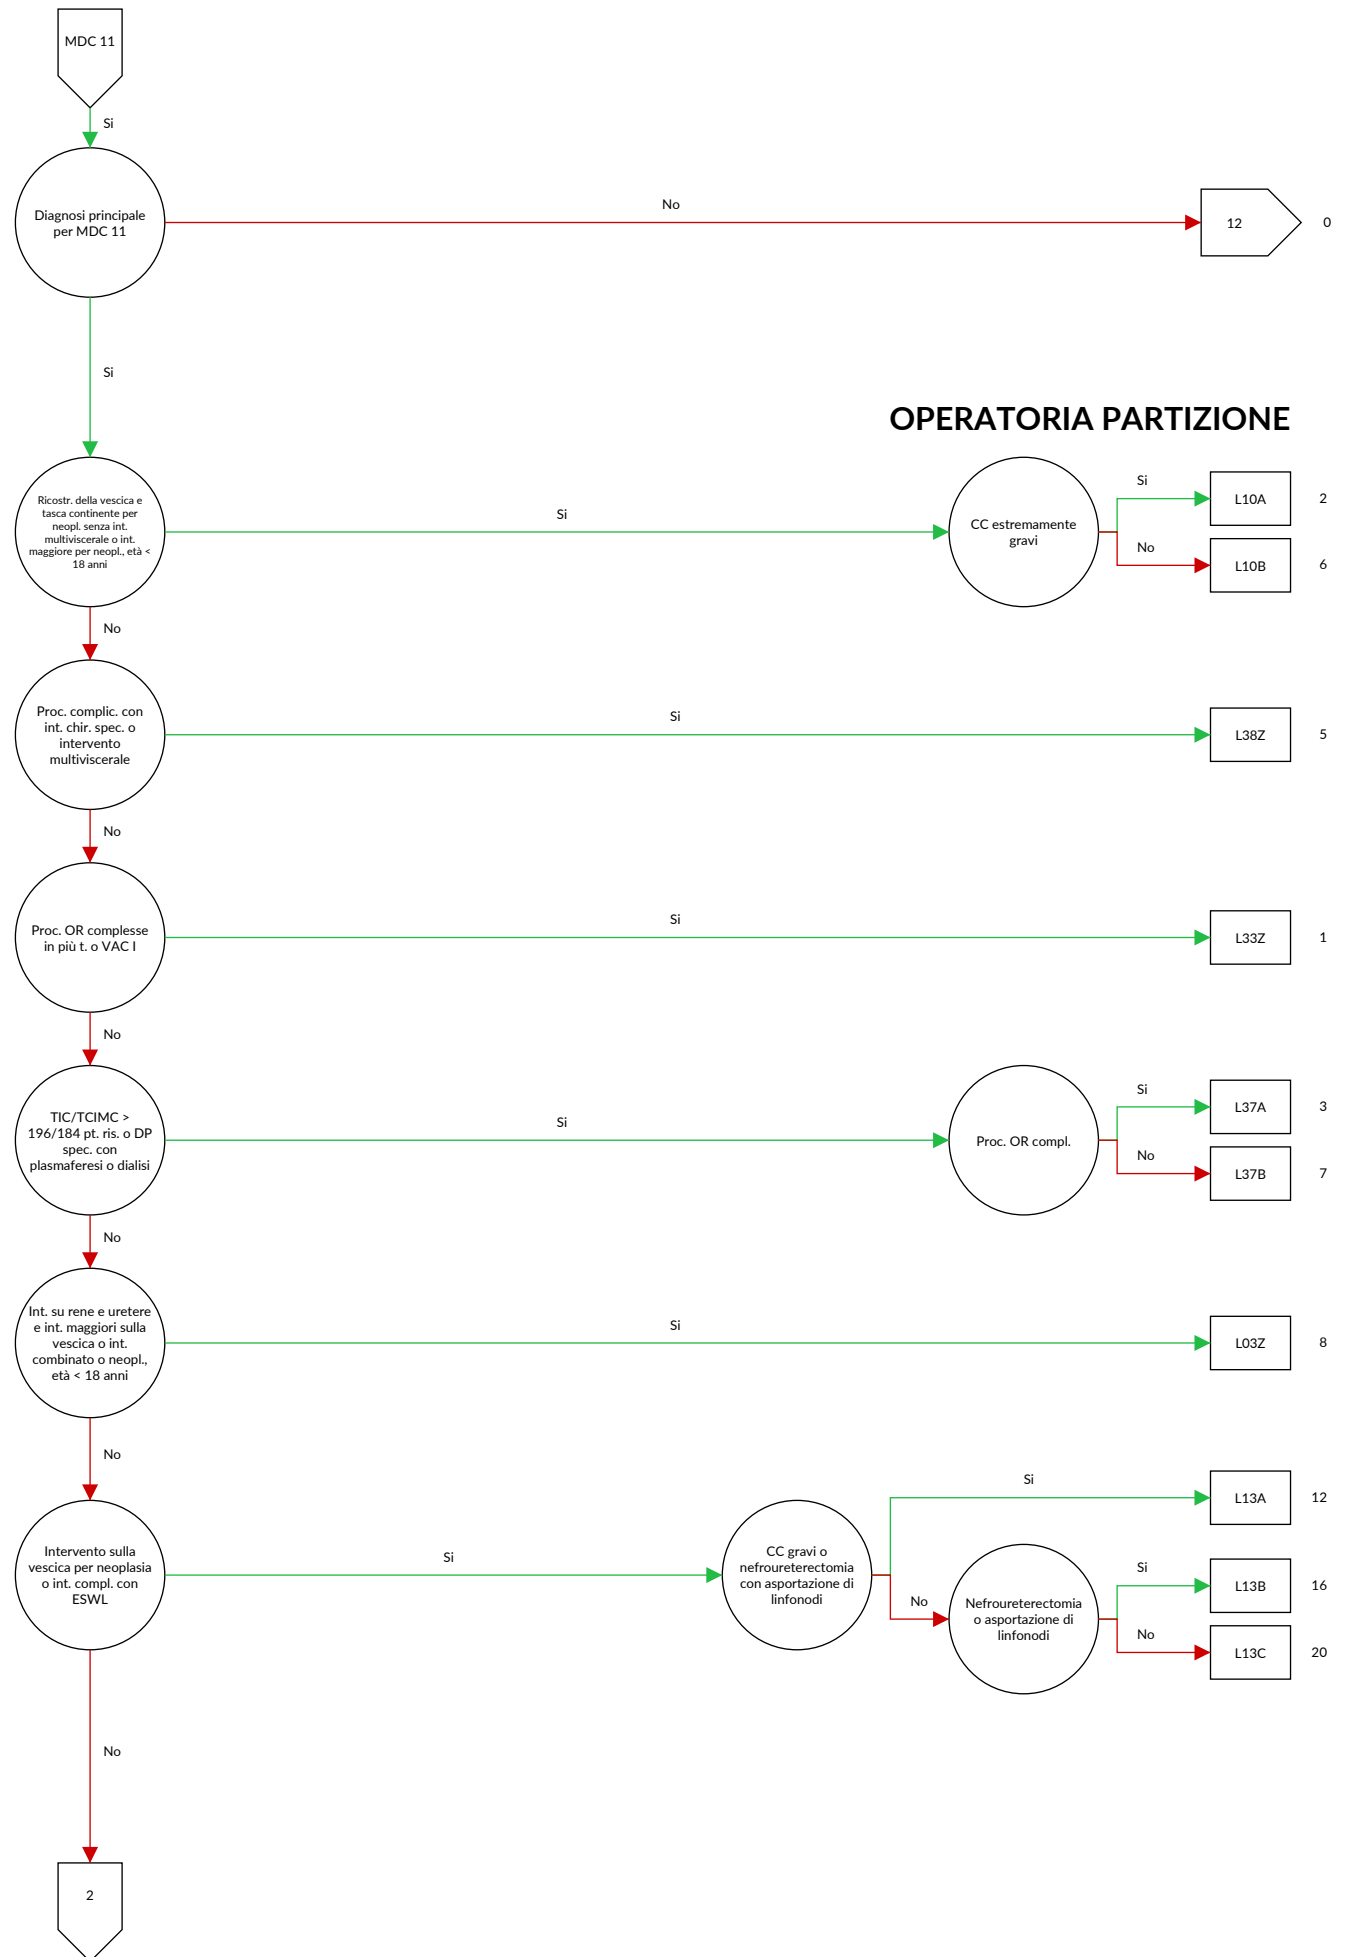 MDC 11
Si
Diagnosi principale
per MDC 11
No
12
0
Si
OPERATORIA PARTIZIONE
Ricostr. della vescica e
tasca continente per
neopl. senza int.
multiviscerale o int.
maggiore per neopl., età <
18 anni
Si
CC estremamente
gravi
Si
L10A
2
No
L10B
6
No
Proc. complic. con
int. chir. spec. o
intervento
multiviscerale
Si
L38Z
5
No
Proc. OR complesse
in più t. o VAC I
Si
L33Z
1
No
TIC/TCIMC >
196/184 pt. ris. o DP
spec. con
plasmaferesi o dialisi
Si
Proc. OR compl.
Si
L37A
3
No
L37B
7
No
Int. su rene e uretere
e int. maggiori sulla
vescica o int.
combinato o neopl.,
età < 18 anni
Si
L03Z
8
No
Intervento sulla
vescica per neoplasia
o int. compl. con
ESWL
Si
CC gravi o
nefroureterectomia
con asportazione di
linfonodi
Si
L13A
12
No
Nefroureterectomia
o asportazione di
linfonodi
Si
L13B
16
No
L13C
20
No
2